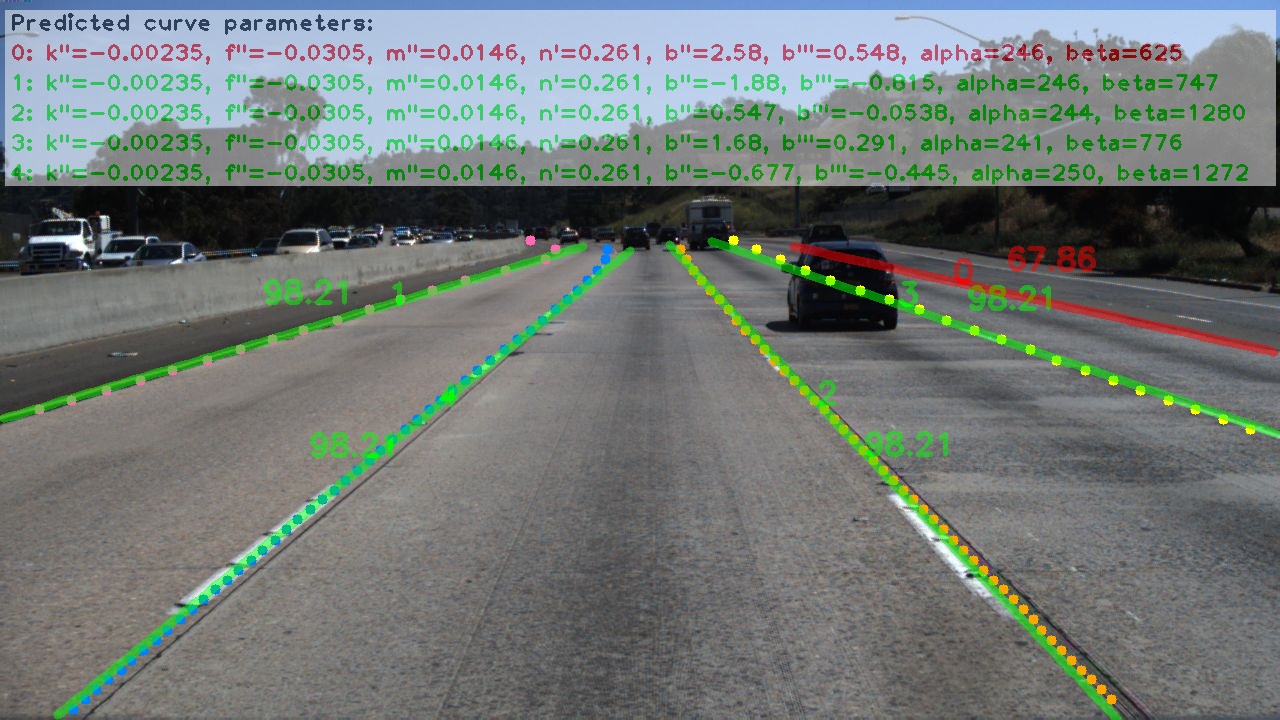 Predicted curve parameters:
0: k"=-0.00235, f"=-0.0305, m"=0.0146, n'=0.261, b"=2.58, b'''=0.548, alpha=246, beta=625
1: k"=-0.00235, f"=-0.0305, m"=0.0146, n'=0.261, b"=-1.88, b'''=-0.815, alpha=246, beta=747
2: k"=-0.00235, f"=-0.0305, m"=0.0146, n'=0.261, b"=0.547, b'''=-0.0538, alpha=244, beta=1280
3: k"=-0.00235, f"=-0.0305, m"=0.0146, n'=0.261, b"=1.68, b'''=0.291, alpha=241, beta=776
4: k"=-0.00235, f"=-0.0305, m"=0.0146, n'=0.261, b"=-0.677, b'''=-0.445, alpha=250, beta=1272
0 67.86
98.21 1
3 98.21
2
98.21
98.21